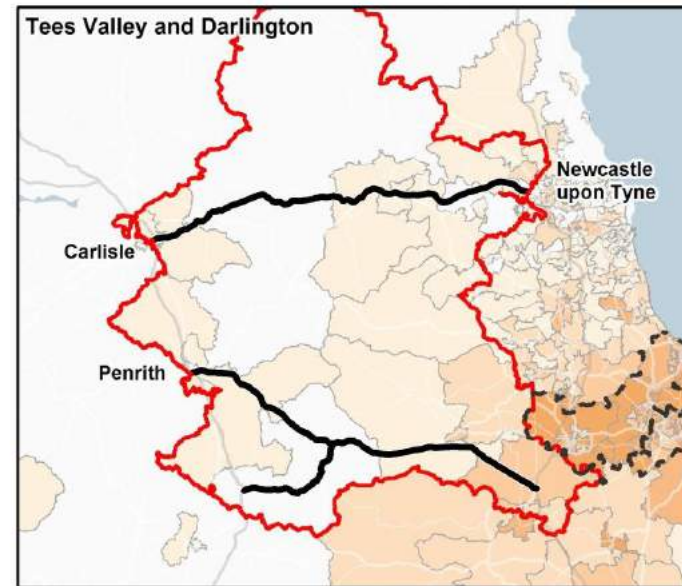 Tees Valley and Darlington
Newcastle
upon Tyne
Carlisle
Penrith